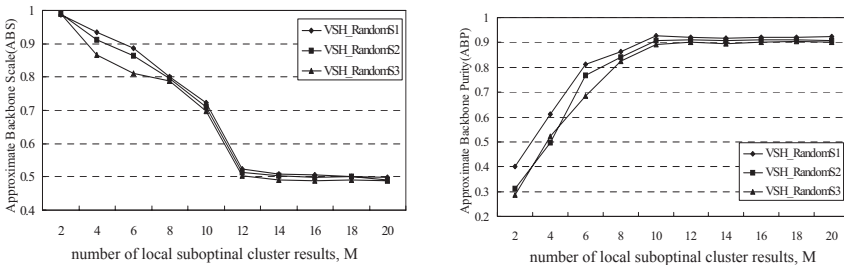 Approximate Backbone Scale(ABS)
1
0.9
0.8
0.7
0.6
0.5
0.4
VSH_RandomS1
VSH_RandomS2
VSH_RandomS3
2 4 6 8 10 12 14 16 18 20
number of local suboptinal cluster results, M
Approximate Backbone Purity(ABP)
1
0.9
0.8
0.7
0.6
0.5
0.4
0.3
0.2
VSH_RandomS1
VSH_RandomS2
VSH_RandomS3
2 4 6 8 10 12 14 16 18 20
number of local suboptinal cluster results, M